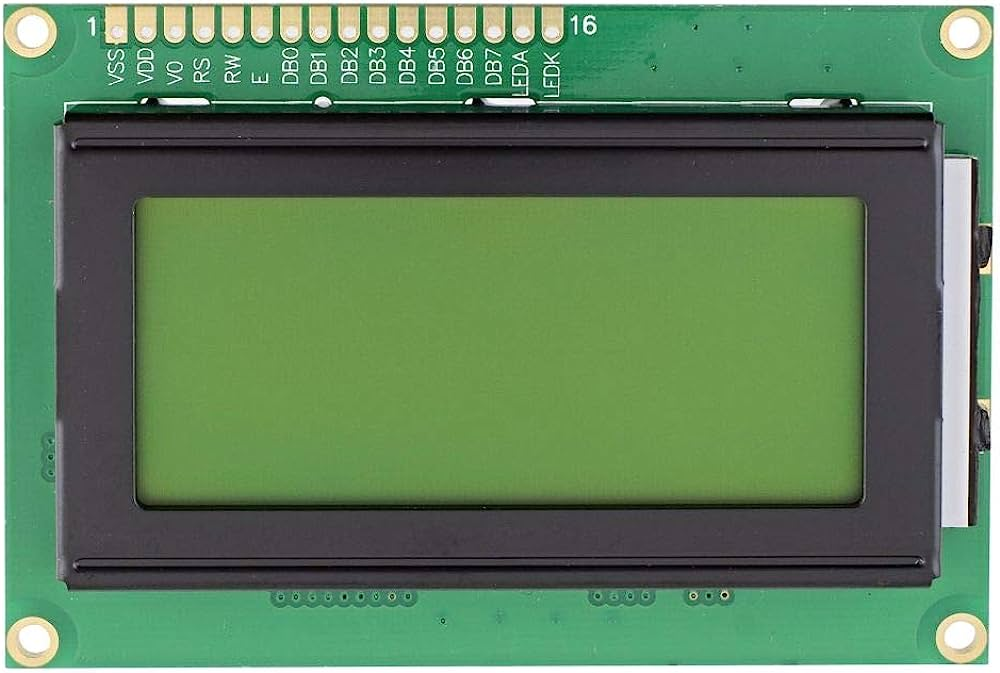 1 16
VSS
VDD
V0
RS
RW
E
DB0
DB1
DB2
DB3
DB4
DB5
DB6
DB7
LEDA
LEDK